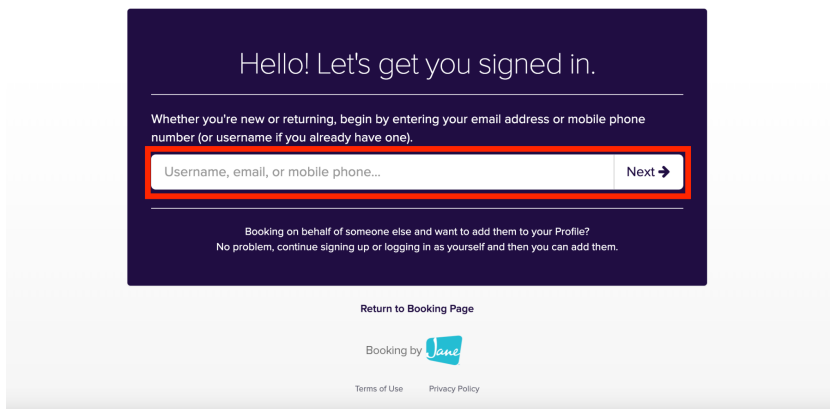 Hello! Let's get you signed in.
Whether you're new or returning, begin by entering your email address or mobile phone
number (or username if you already have one).
Username, email, or mobile phone... Next →
Booking on behalf of someone else and want to add them to your Profile?
No problem, continue signing up or logging in as yourself and then you can add them.
Return to Booking Page
Booking by Jane
Terms of Use Privacy Policy